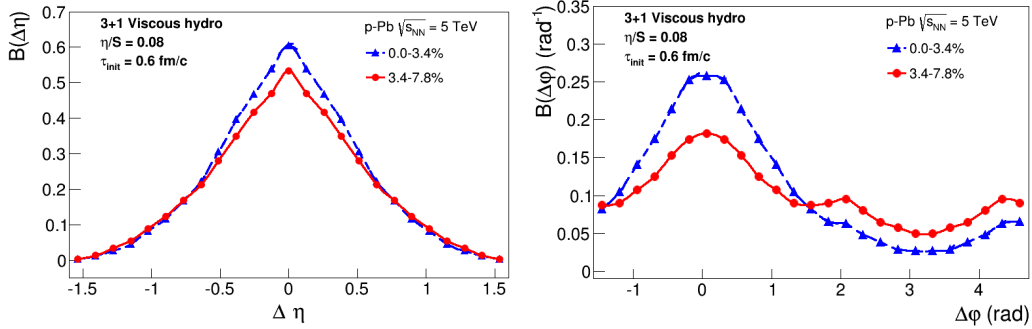 B(Δη)
0.7
0.6
0.5
0.4
0.3
0.2
0.1
0
3+1 Viscous hydro
η/S = 0.08
τinit = 0.6 fm/c
p-Pb √sNN = 5 TeV
0.0-3.4%
3.4-7.8%
-1.5 -1 -0.5 0 0.5 1 1.5
Δ η
B(Δφ) (rad⁻¹)
0.35
0.3
0.25
0.2
0.15
0.1
0.05
0
3+1 Viscous hydro
η/S = 0.08
τinit = 0.6 fm/c
p-Pb √sNN = 5 TeV
0.0-3.4%
3.4-7.8%
-1 0 1 2 3 4
Δφ (rad)